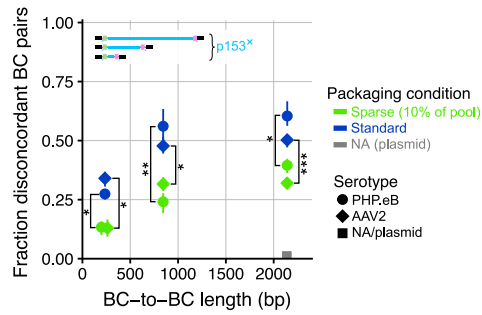 1.00
0.75
0.50
0.25
0.00
Fraction discordant BC pairs
p153ˣ
*
*
**
*
*
***
0
500
1000
1500
2000
BC−to−BC length (bp)
Packaging condition
Sparse (10% of pool)
Standard
NA (plasmid)
Serotype
PHP.eB
AAV2
NA/plasmid